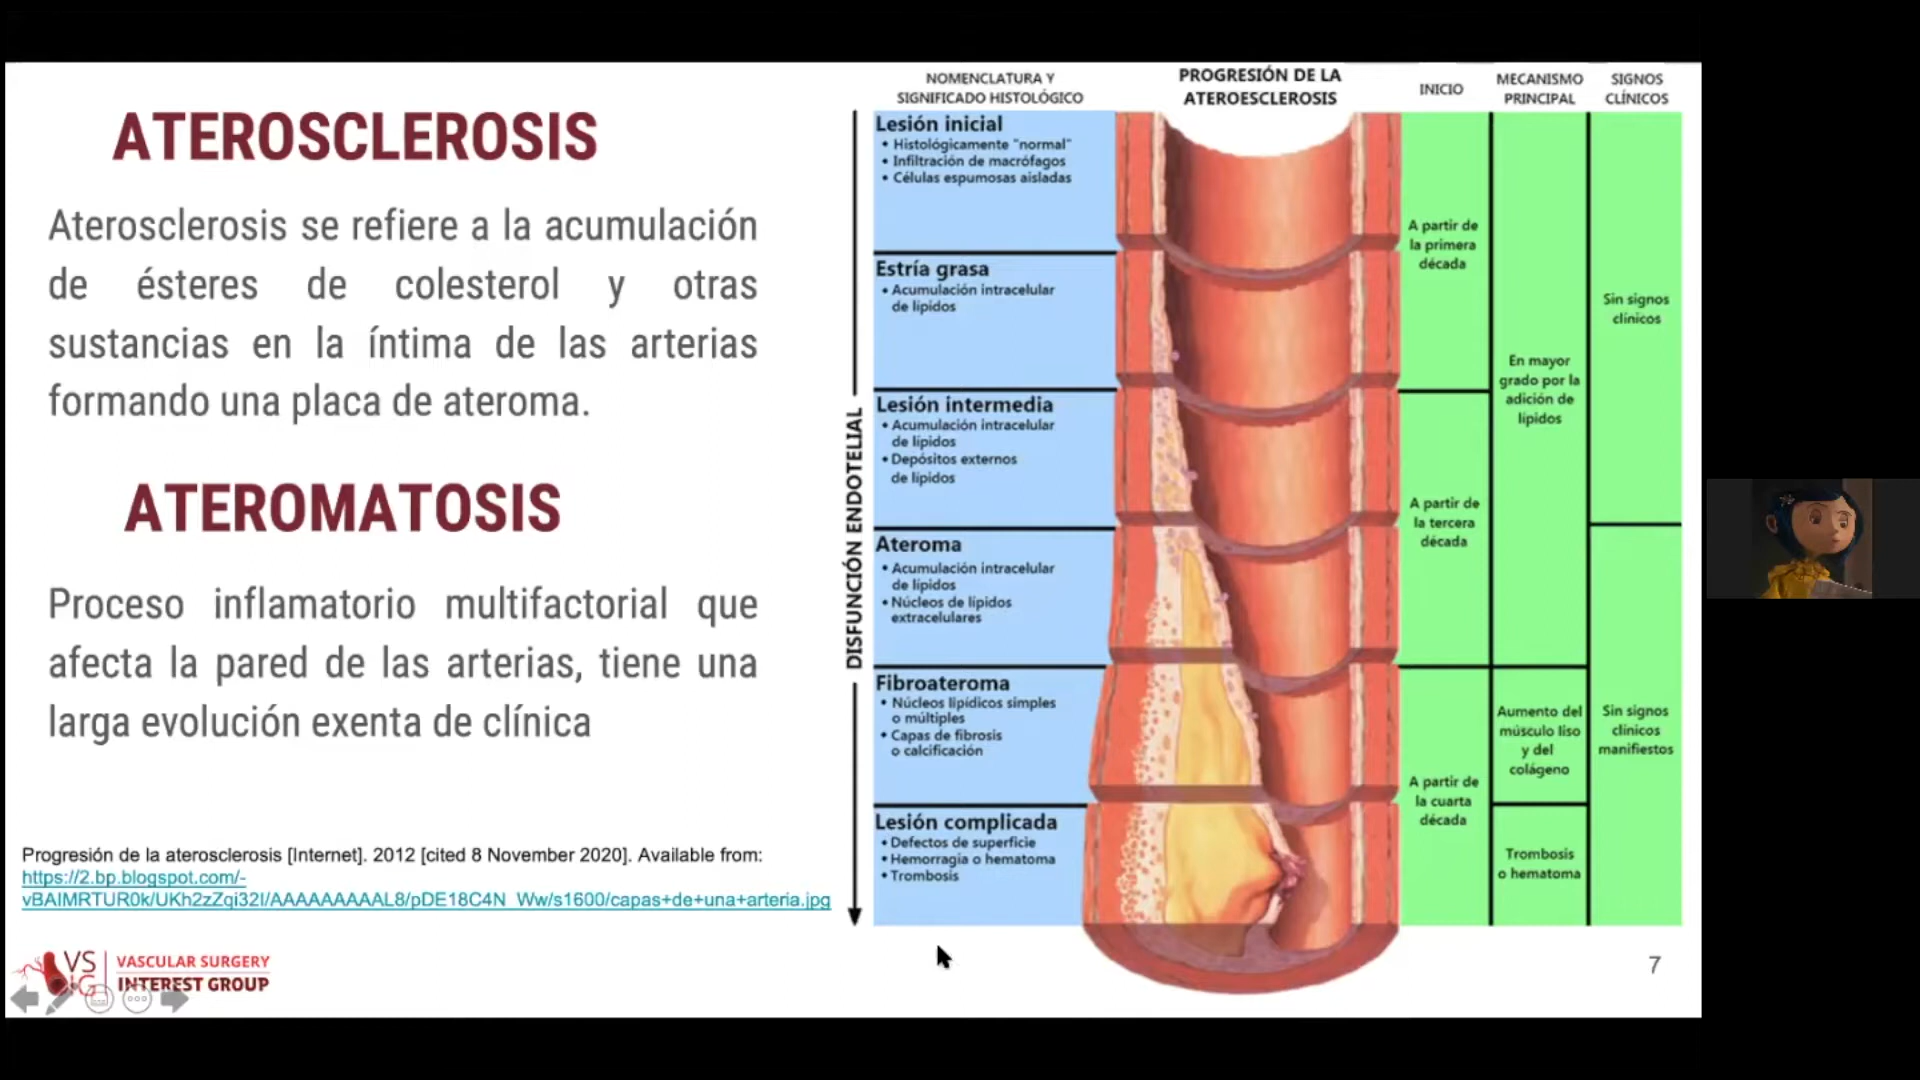 ATEROSCLEROSIS
Aterosclerosis se refiere a la acumulación
de ésteres de colesterol y otras
sustancias en la íntima de las arterias
formando una placa de ateroma.
ATEROMATOSIS
Proceso inflamatorio multifactorial que
afecta la pared de las arterias, tiene una
larga evolución exenta de clínica
Progresión de la aterosclerosis [Internet]. 2012 [cited 8 November 2020]. Available from:
https://2.bp.blogspot.com/-
vBAIMRTUR0k/UKh2zZqi32I/AAAAAAAAAL8/pDE18C4N_Ww/s1600/capas+de+una+arteria.jpg
VS
IG
VASCULAR SURGERY
INTEREST GROUP
NOMENCLATURA Y
SIGNIFICADO HISTOLÓGICO
PROGRESIÓN DE LA
ATEROESCLEROSIS
INICIO
MECANISMO
PRINCIPAL
SIGNOS
CLÍNICOS
DISFUNCIÓN ENDOTELIAL
Lesión inicial
• Histológicamente "normal"
• Infiltración de macrófagos
• Células espumosas aisladas
Estría grasa
• Acumulación intracelular
de lípidos
Lesión intermedia
• Acumulación intracelular
de lípidos
• Depósitos externos
de lípidos
Ateroma
• Acumulación intracelular
de lípidos
• Núcleos de lípidos
extracelulares
Fibroateroma
• Núcleos lipídicos simples
o múltiples
• Capas de fibrosis
o calcificación
Lesión complicada
• Defectos de superficie
• Hemorragia o hematoma
• Trombosis
A partir de
la primera
década
A partir de
la tercera
década
A partir de
la cuarta
década
En mayor
grado por la
adición de
lípidos
Aumento del
músculo liso
y del
colágeno
Trombosis
o hematoma
Sin signos
clínicos
Sin signos
clínicos
manifiestos
7